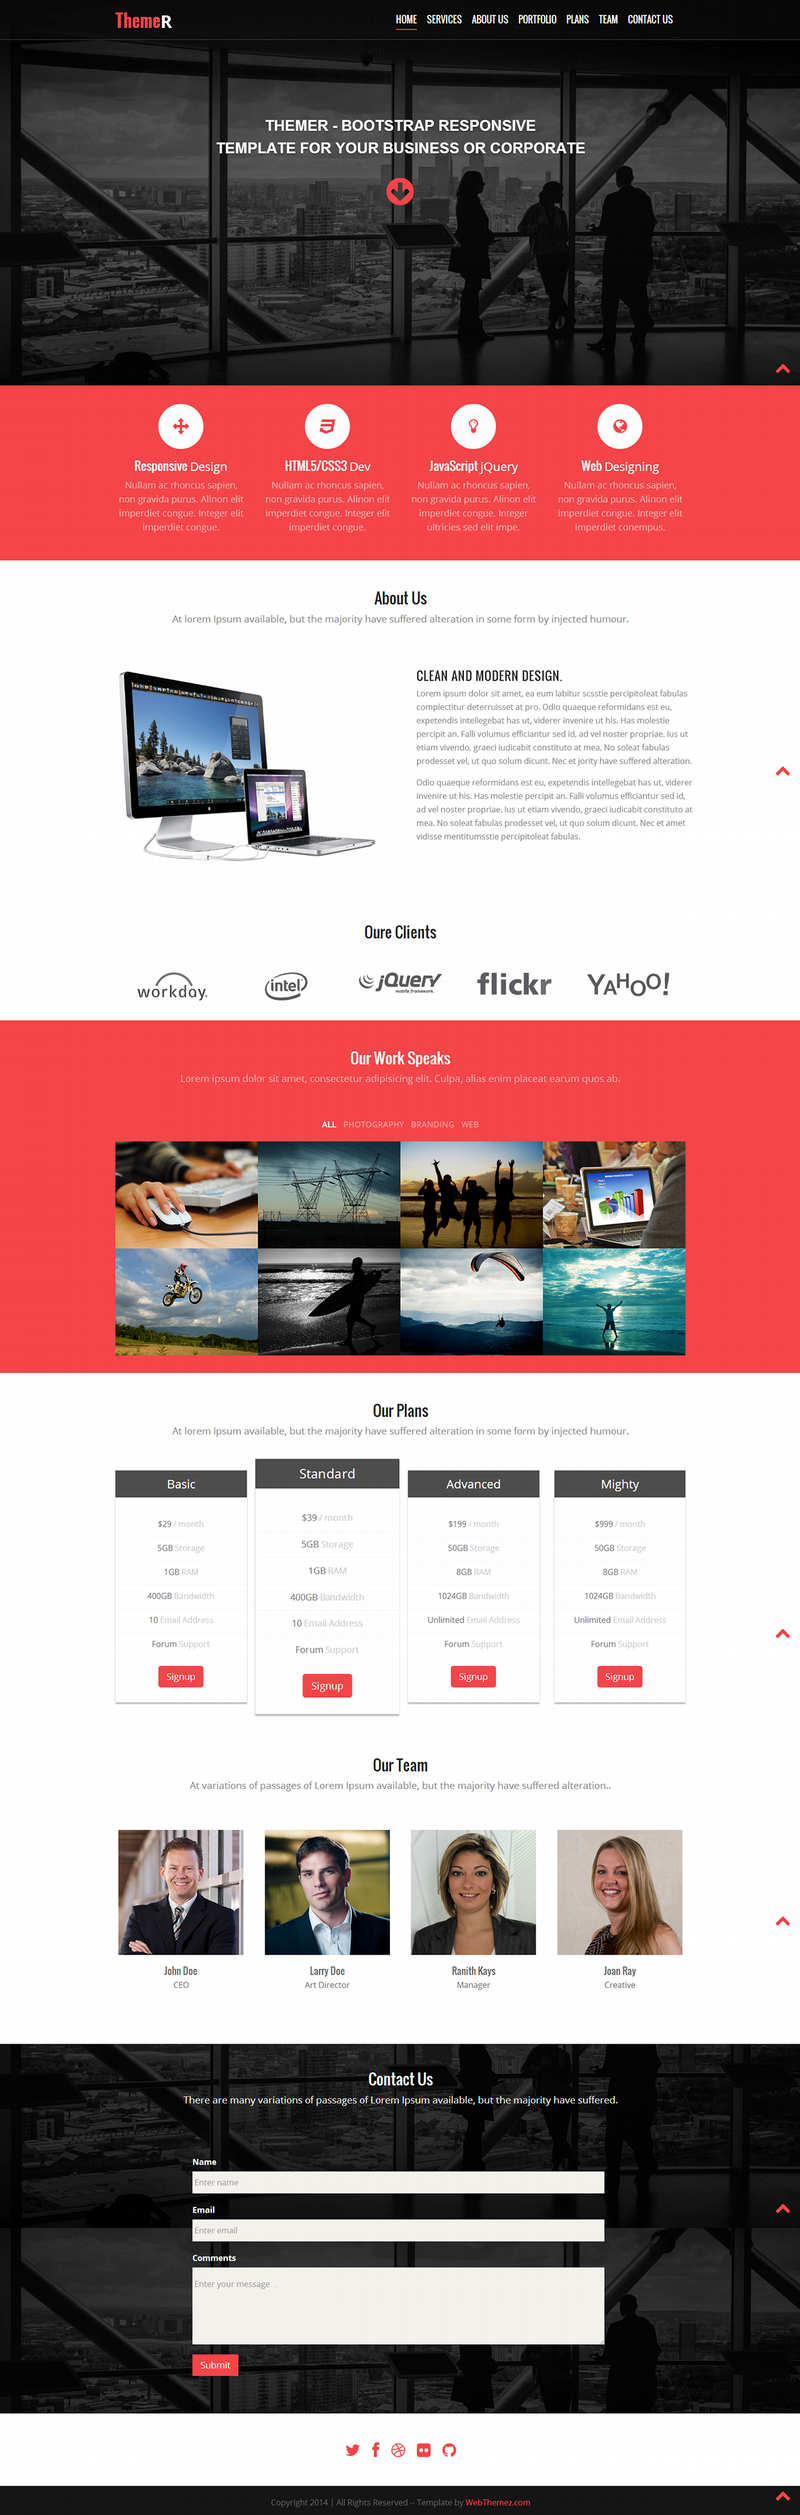 ThemeR
HOME SERVICES ABOUT US PORTFOLIO PLANS TEAM CONTACT US
THEMER - BOOTSTRAP RESPONSIVE
TEMPLATE FOR YOUR BUSINESS OR CORPORATE
Responsive Design
Nullam ac rhoncus sapien,
non gravida purus. Alinon elit
imperdiet congue. Integer elit
imperdiet congue.
HTML5/CSS3 Dev
Nullam ac rhoncus sapien,
non gravida purus. Alinon elit
imperdiet congue. Integer elit
imperdiet congue.
JavaScript jQuery
Nullam ac rhoncus sapien,
non gravida purus. Alinon elit
imperdiet congue. Integer
ultricies sed elit impe.
Web Designing
Nullam ac rhoncus sapien,
non gravida purus. Alinon elit
imperdiet congue. Integer elit
imperdiet conempus.
About Us
At lorem Ipsum available, but the majority have suffered alteration in some form by injected humour.
CLEAN AND MODERN DESIGN.
Lorem ipsum dolor sit amet, ea eum labitur scsstie percipitoleat fabulas
complectitur deterruisset at pro. Odio quaeque reformidans est eu,
expetendis intellegebat has ut, viderer invenire ut his. Has molestie
percipit an. Falli volumus efficiantur sed id, ad vel noster propriae. Ius ut
etiam vivendo, graeci iudicabit constituto at mea. No soleat fabulas
prodesset vel, ut quo solum dicunt. Nec et jority have suffered alteration.
Odio quaeque reformidans est eu, expetendis intellegebat has ut, viderer
invenire ut his. Has molestie percipit an. Falli volumus efficiantur sed id,
ad vel noster propriae. Ius ut etiam vivendo, graeci iudicabit constituto at
mea. No soleat fabulas prodesset vel, ut quo solum dicunt. Nec et amet
vidisse mentitumsstie percipitoleat fabulas.
Oure Clients
workday.
intel
jQuery
mobile framework.
flickr
YAHOO!
Our Work Speaks
Lorem ipsum dolor sit amet, consectetur adipisicing elit. Culpa, alias enim placeat earum quos ab.
ALL PHOTOGRAPHY BRANDING WEB
Our Plans
At lorem Ipsum available, but the majority have suffered alteration in some form by injected humour.
Basic
$29 / month
5GB Storage
1GB RAM
400GB Bandwidth
10 Email Address
Forum Support
Signup
Standard
$39 / month
5GB Storage
1GB RAM
400GB Bandwidth
10 Email Address
Forum Support
Signup
Advanced
$199 / month
50GB Storage
8GB RAM
1024GB Bandwidth
Unlimited Email Address
Forum Support
Signup
Mighty
$999 / month
50GB Storage
8GB RAM
1024GB Bandwidth
Unlimited Email Address
Forum Support
Signup
Our Team
At variations of passages of Lorem Ipsum available, but the majority have suffered alteration..
John Doe
CEO
Larry Doe
Art Director
Ranith Kays
Manager
Joan Ray
Creative
Contact Us
There are many variations of passages of Lorem Ipsum available, but the majority have suffered.
Name
Enter name
Email
Enter email
Comments
Enter your message...
Submit
Copyright 2014 | All Rights Reserved -- Template by WebThemez.com